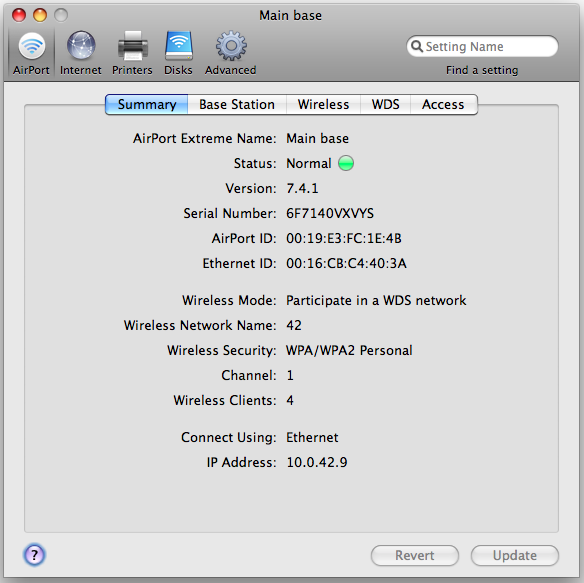 Main base
AirPort Internet Printers Disks Advanced
Setting Name
Find a setting
Summary Base Station Wireless WDS Access
AirPort Extreme Name: Main base
Status: Normal
Version: 7.4.1
Serial Number: 6F7140VXVYS
AirPort ID: 00:19:E3:FC:1E:4B
Ethernet ID: 00:16:CB:C4:40:3A
Wireless Mode: Participate in a WDS network
Wireless Network Name: 42
Wireless Security: WPA/WPA2 Personal
Channel: 1
Wireless Clients: 4
Connect Using: Ethernet
IP Address: 10.0.42.9
? Revert Update